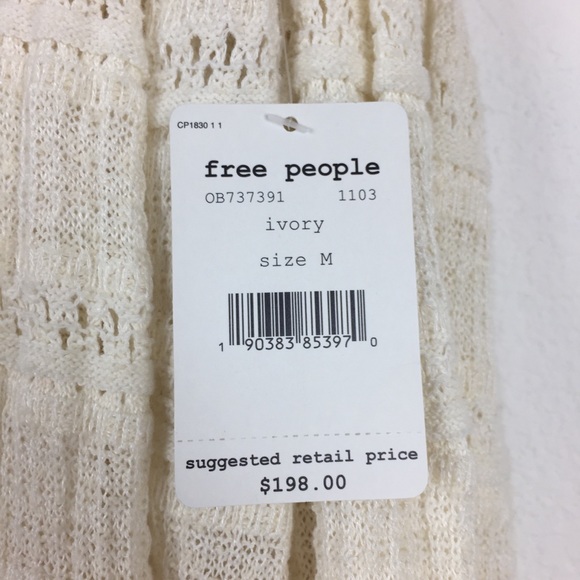 CP1830 1 1
free people
OB737391 1103
ivory
size M
1 90383 85397 0
suggested retail price
$198.00